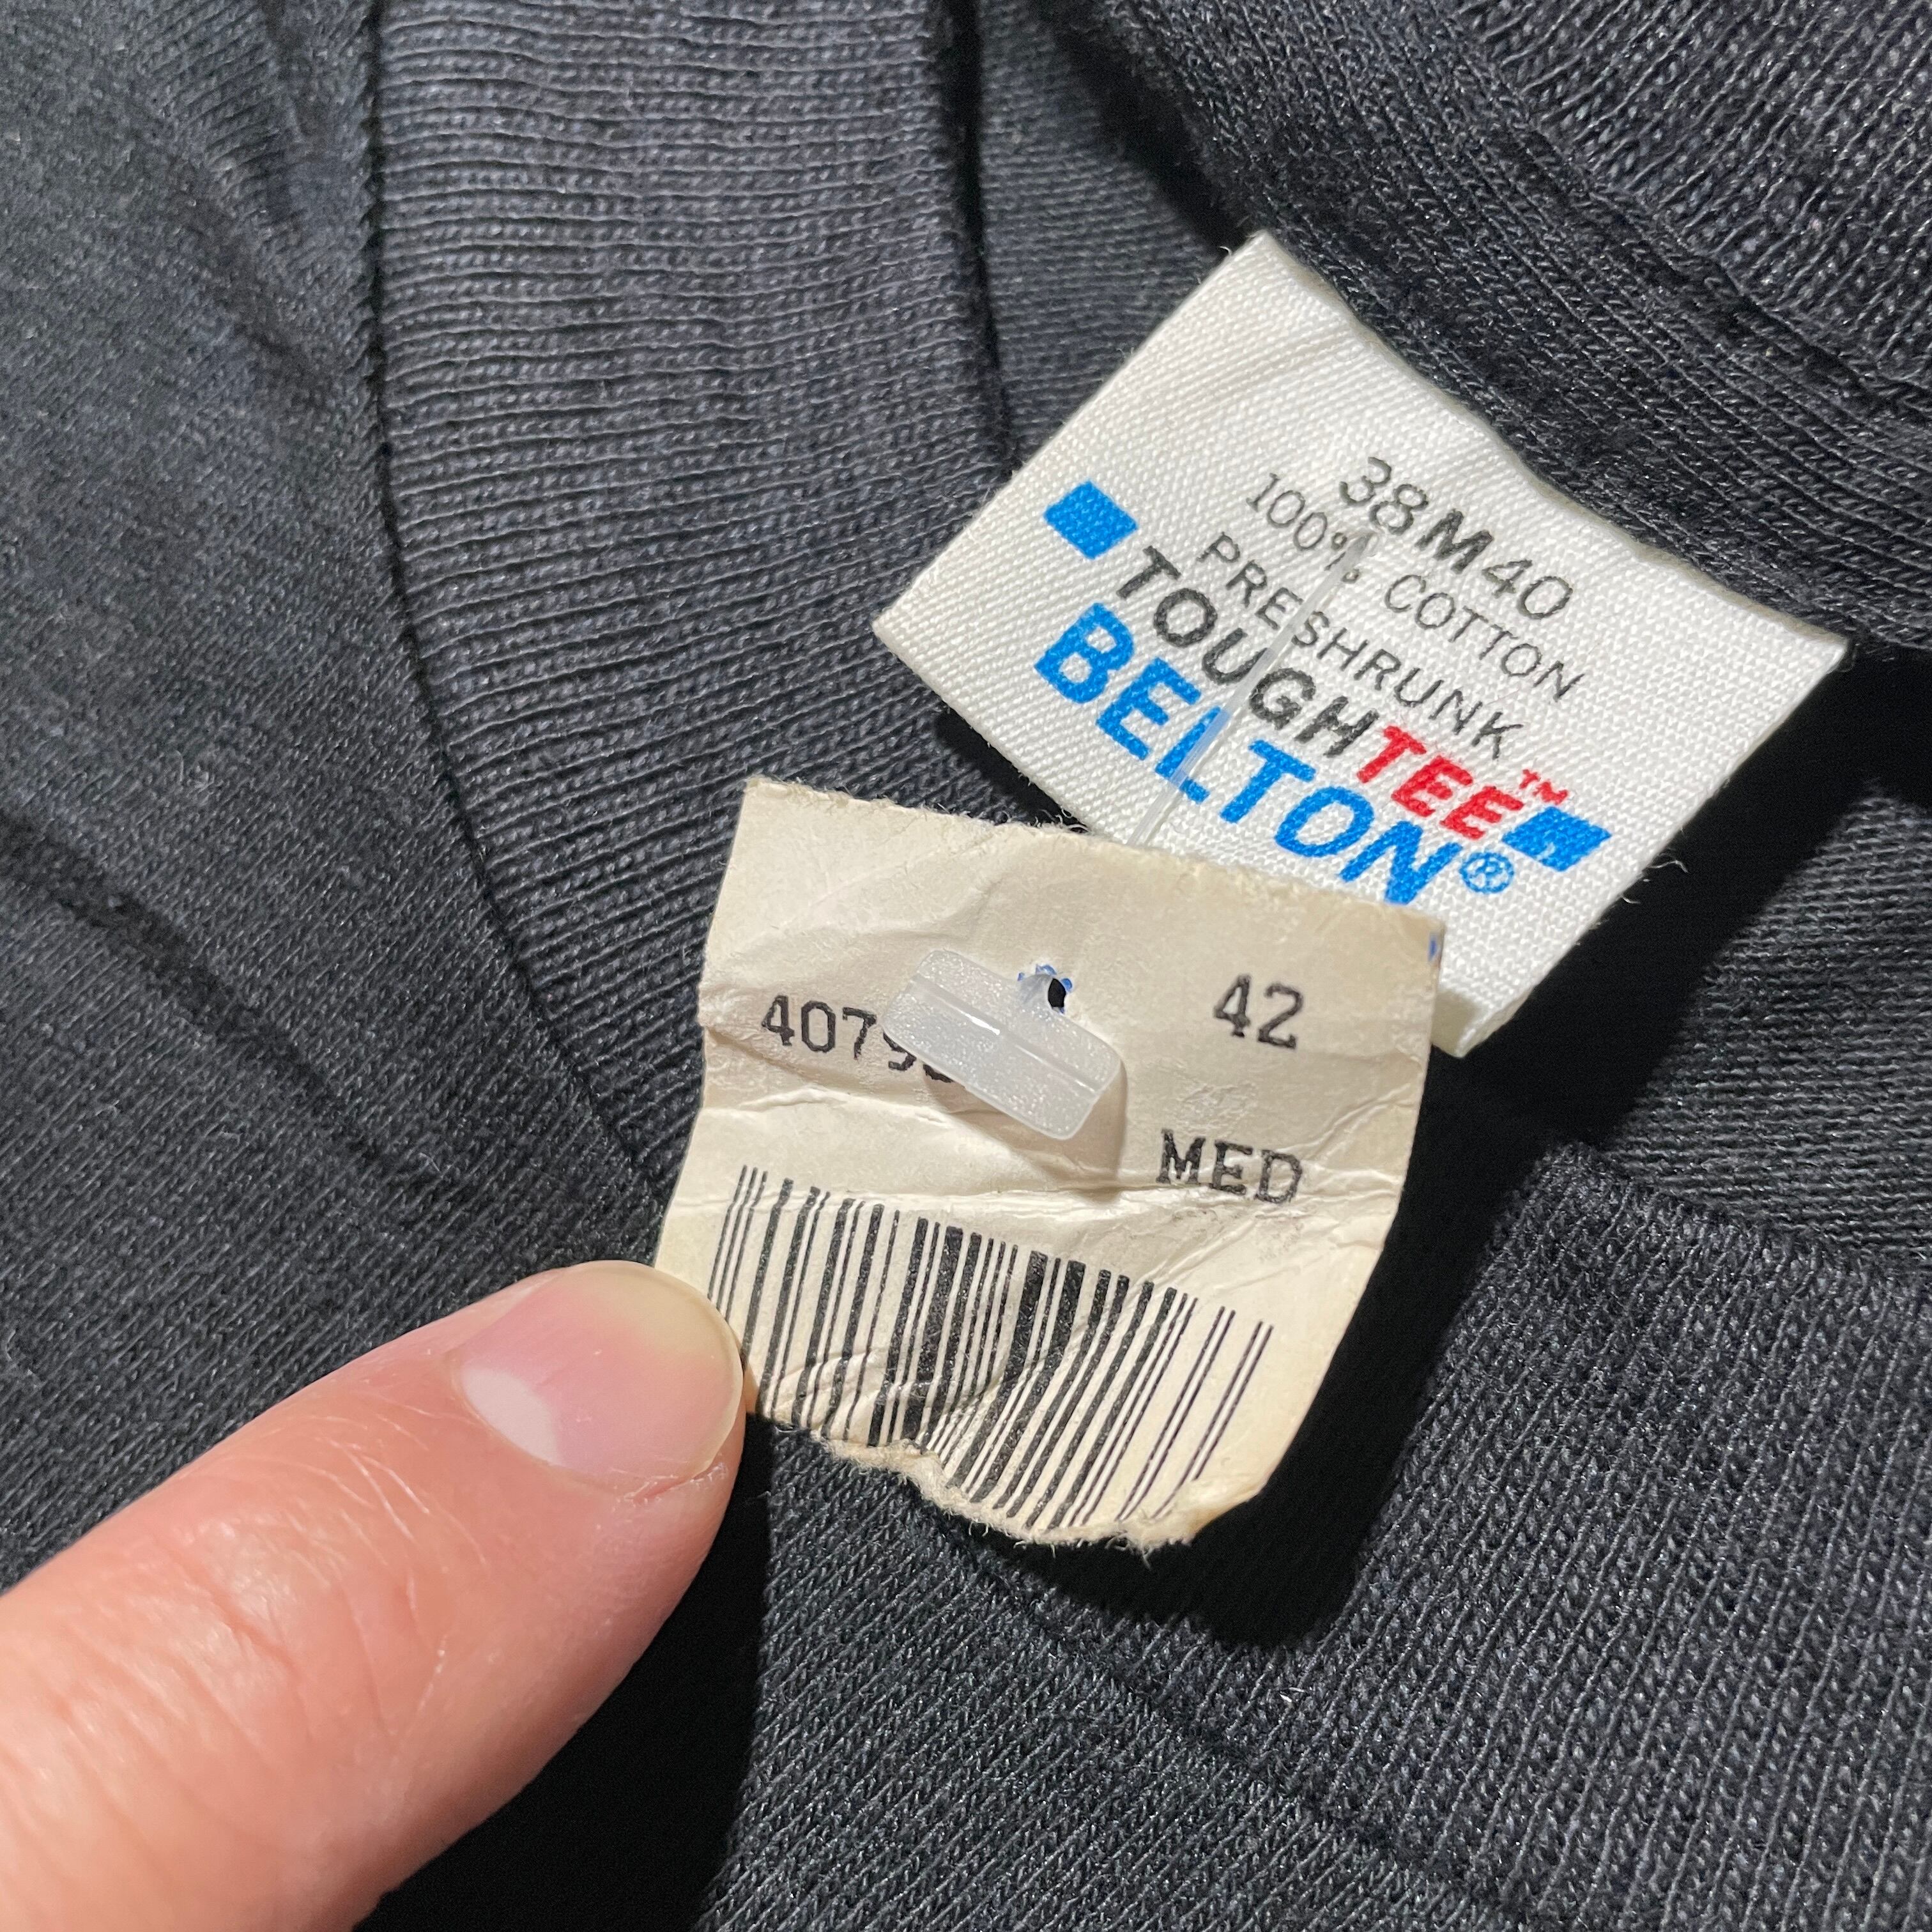 38 M 40
100% COTTON
PRESHRUNK
TOUGHTEE™
BELTON®
42
MED